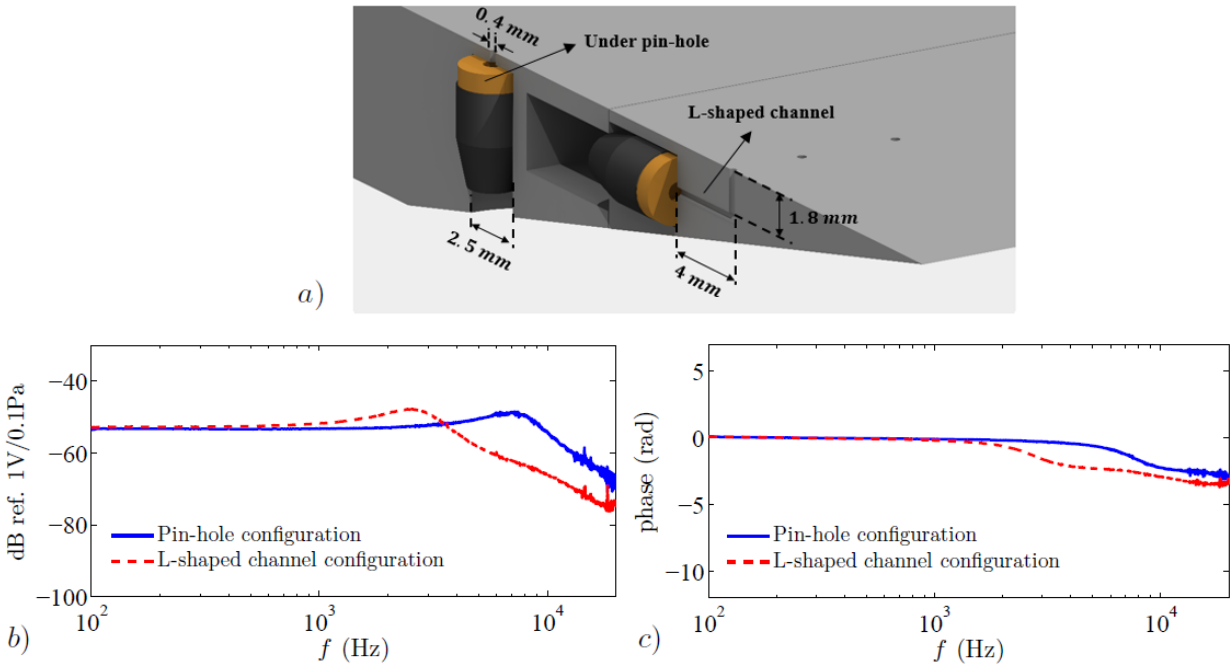 0.4 mm
Under pin-hole
L-shaped channel
1.8 mm
2.5 mm
4 mm
a)
dB ref. 1V/0.1Pa
−40
−60
−80
−100
Pin-hole configuration
L-shaped channel configuration
10^2
10^3
10^4
f (Hz)
b)
phase (rad)
5
0
−5
−10
Pin-hole configuration
L-shaped channel configuration
10^2
10^3
10^4
f (Hz)
c)